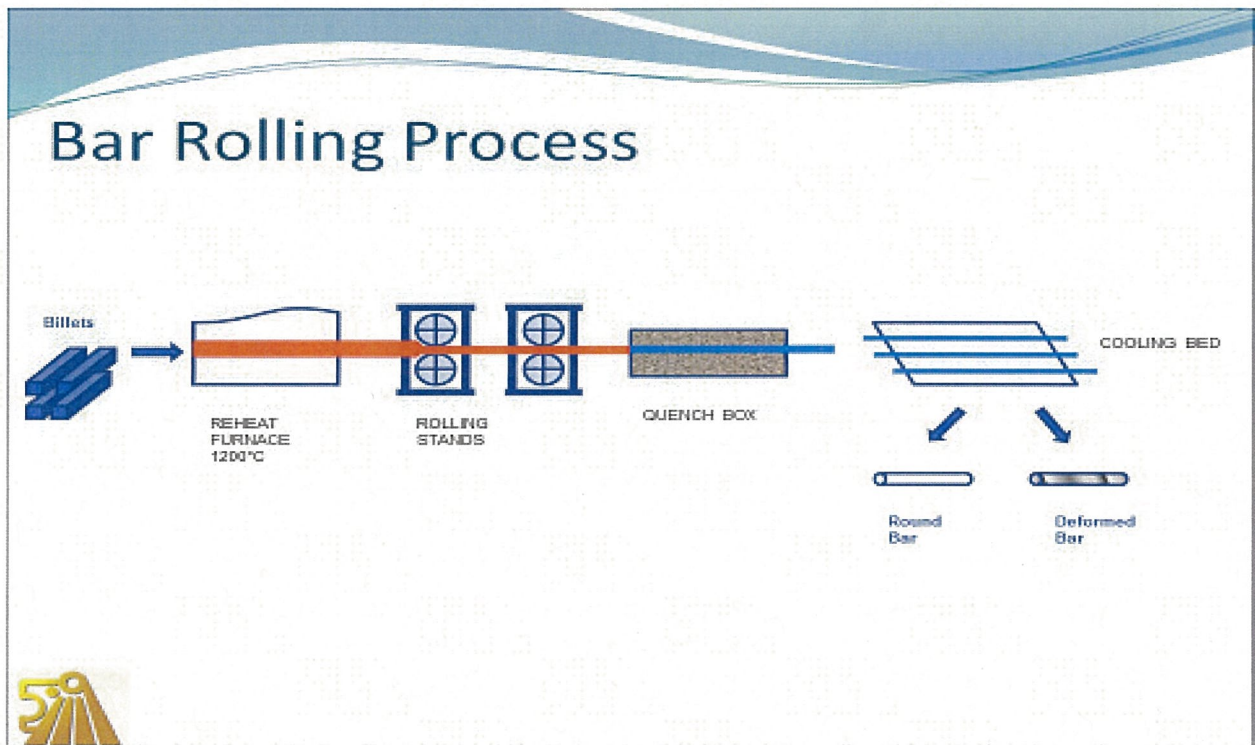 Bar Rolling Process
Billets
REHEAT
FURNACE
1200°C
ROLLING
STANDS
QUENCH BOX
COOLING BED
Round
Bar
Deformed
Bar